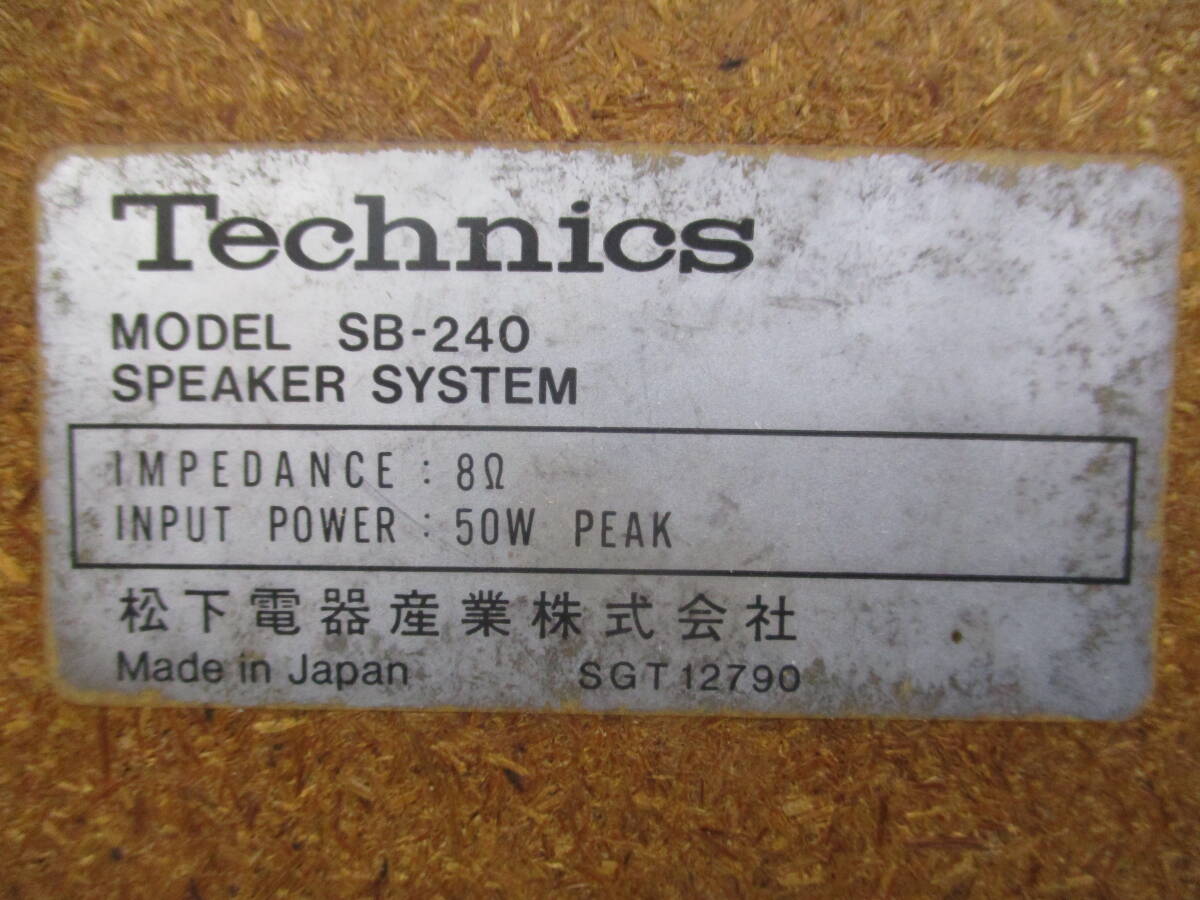 Technics
MODEL SB-240
SPEAKER SYSTEM
IMPEDANCE : 8Ω
INPUT POWER : 50W PEAK
松下電器産業株式会社
Made in Japan SGT12790